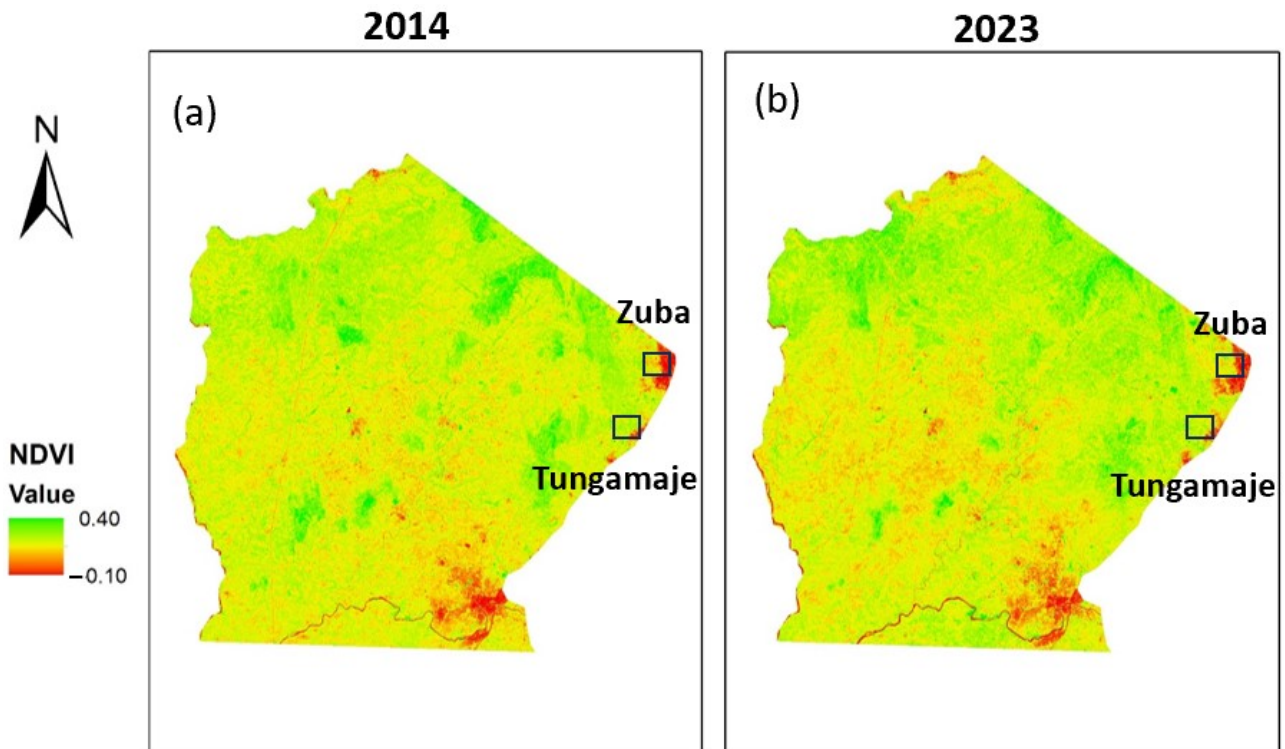 2014
2023
N
(a)
(b)
Zuba
Zuba
Tungamaje
Tungamaje
NDVI
Value
0.40
−0.10